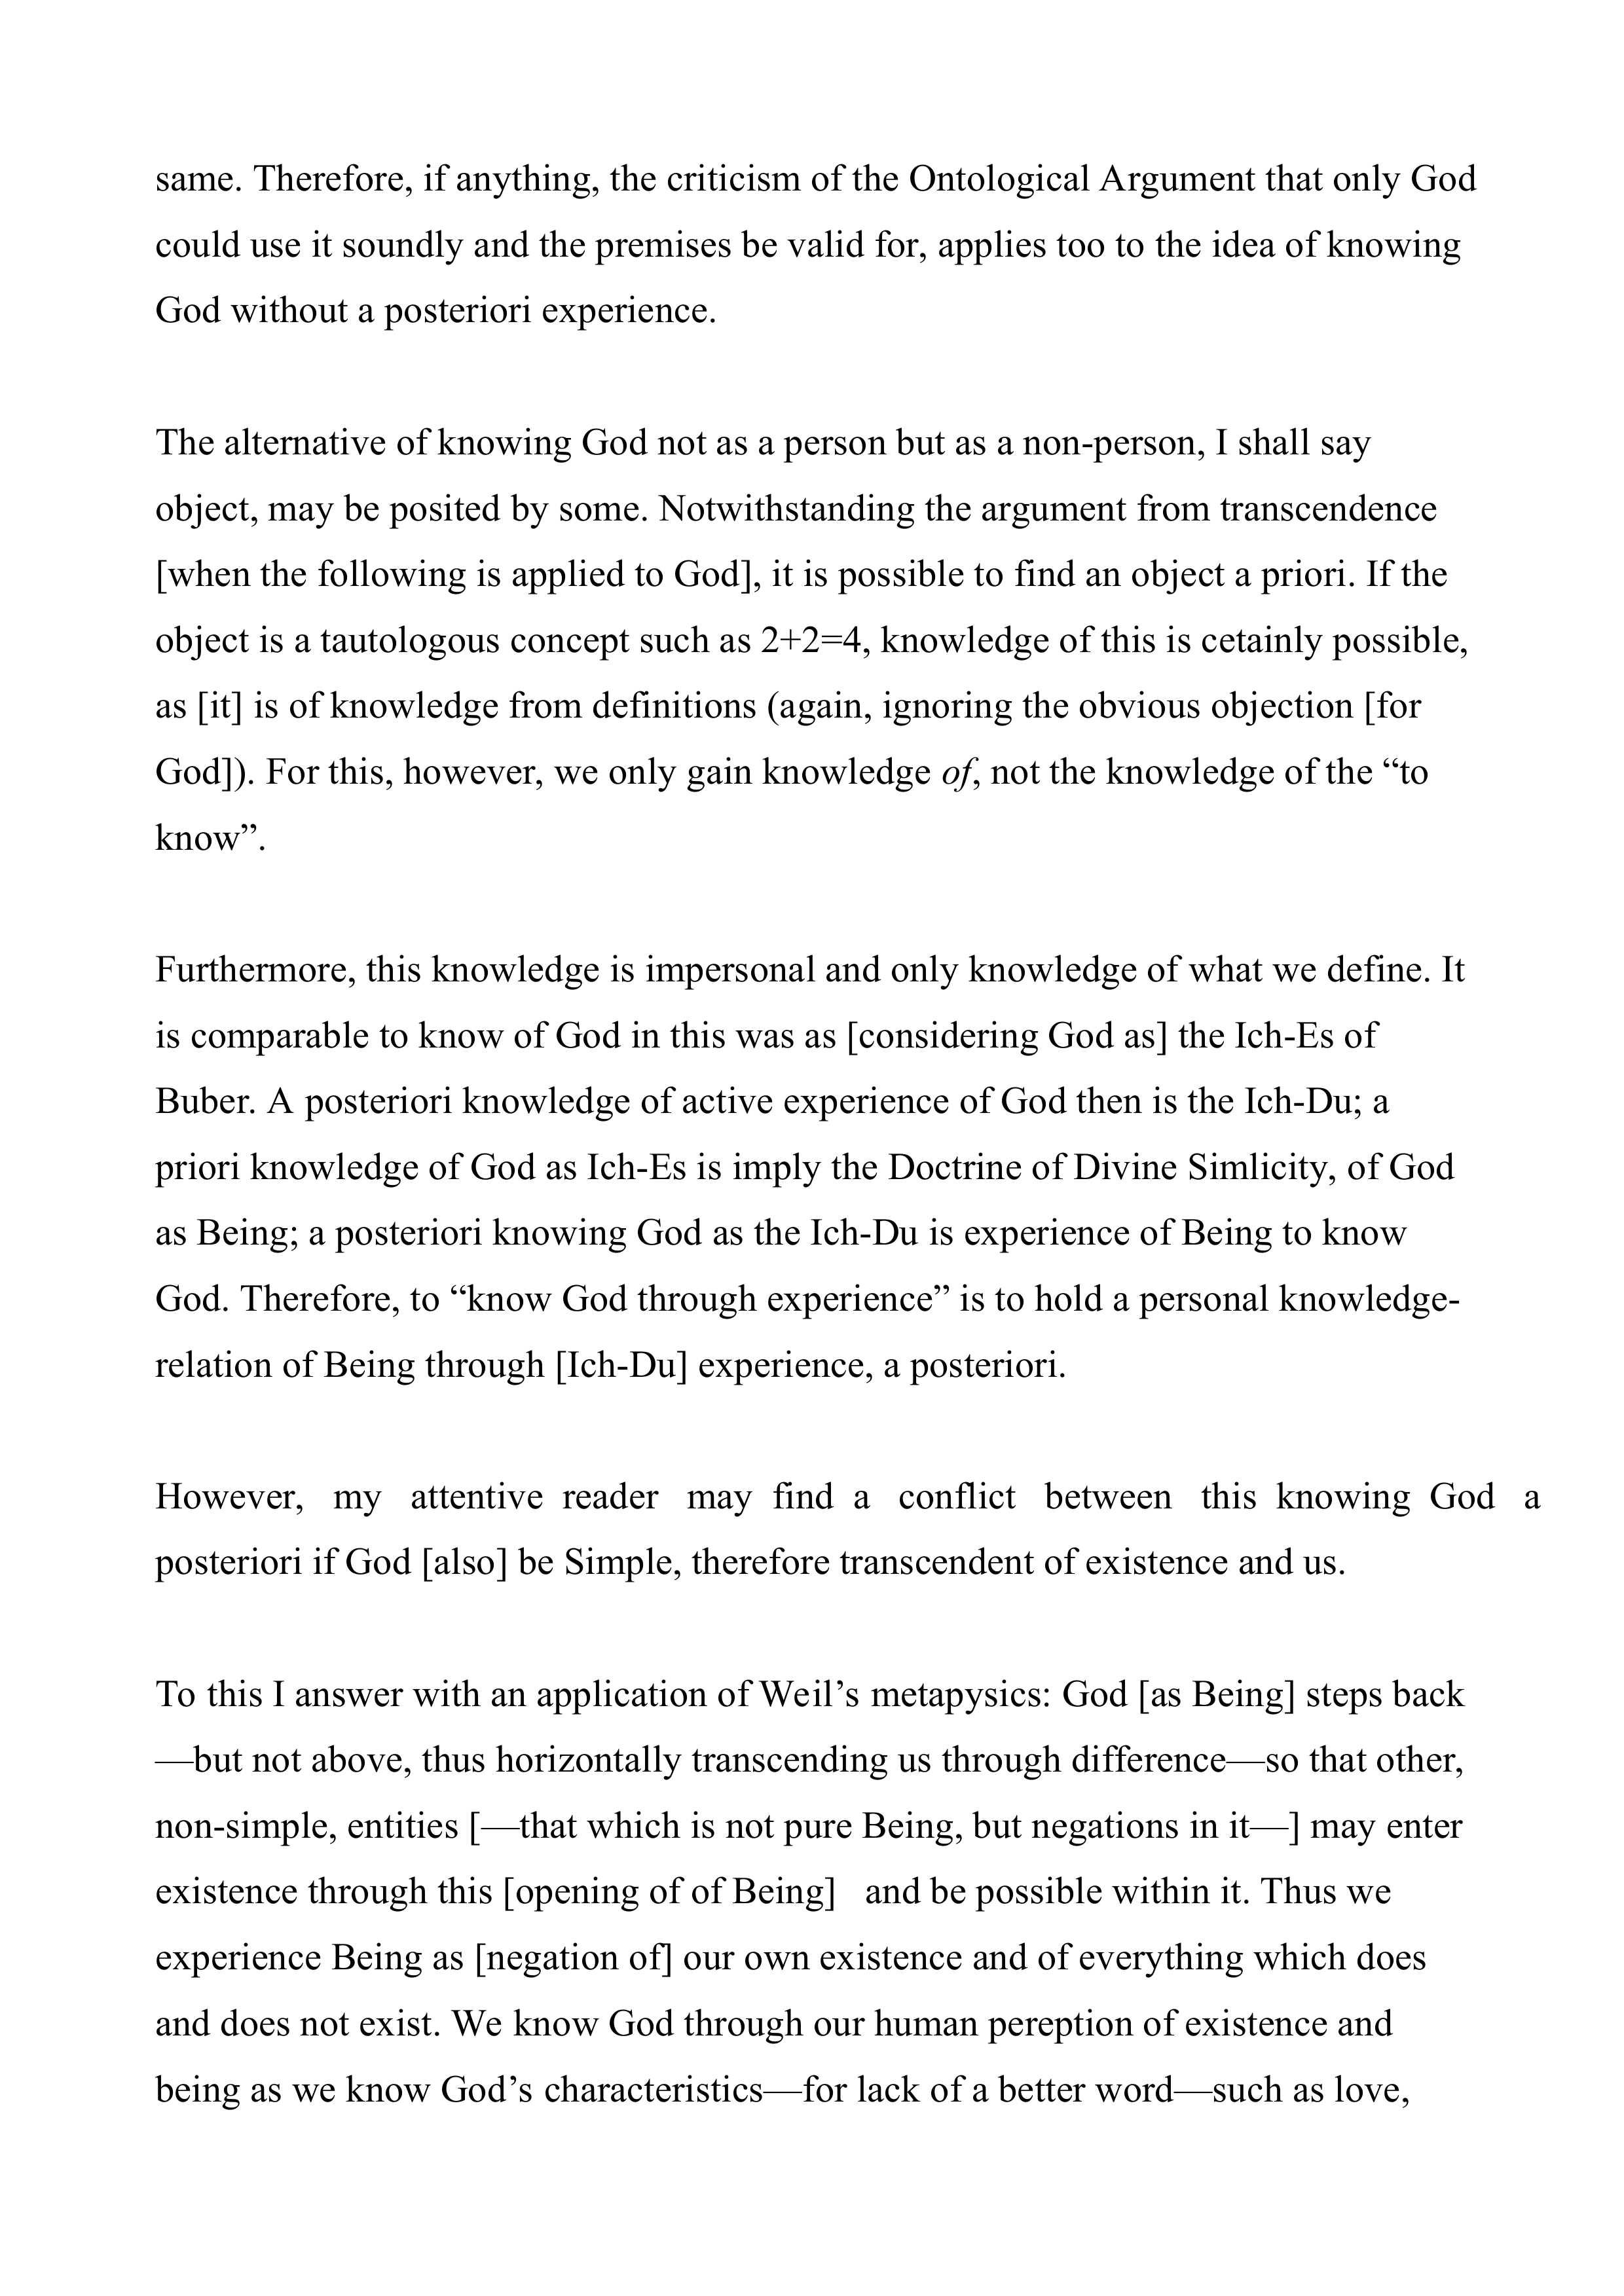 same. Therefore, if anything, the criticism of the Ontological Argument that only God
could use it soundly and the premises be valid for, applies too to the idea of knowing
God without a posteriori experience.
The alternative of knowing God not as a person but as a non-person, I shall say
object, may be posited by some. Notwithstanding the argument from transcendence
[when the following is applied to God], it is possible to find an object a priori. If the
object is a tautologous concept such as 2+2=4, knowledge of this is cetainly possible,
as [it] is of knowledge from definitions (again, ignoring the obvious objection [for
God]). For this, however, we only gain knowledge of, not the knowledge of the “to
know”.
Furthermore, this knowledge is impersonal and only knowledge of what we define. It
is comparable to know of God in this was as [considering God as] the Ich-Es of
Buber. A posteriori knowledge of active experience of God then is the Ich-Du; a
priori knowledge of God as Ich-Es is imply the Doctrine of Divine Simlicity, of God
as Being; a posteriori knowing God as the Ich-Du is experience of Being to know
God. Therefore, to “know God through experience” is to hold a personal knowledge-
relation of Being through [Ich-Du] experience, a posteriori.
However, my attentive reader may find a conflict between this knowing God a
posteriori if God [also] be Simple, therefore transcendent of existence and us.
To this I answer with an application of Weil’s metapysics: God [as Being] steps back
—but not above, thus horizontally transcending us through difference—so that other,
non-simple, entities [—that which is not pure Being, but negations in it—] may enter
existence through this [opening of of Being] and be possible within it. Thus we
experience Being as [negation of] our own existence and of everything which does
and does not exist. We know God through our human pereption of existence and
being as we know God’s characteristics—for lack of a better word—such as love,